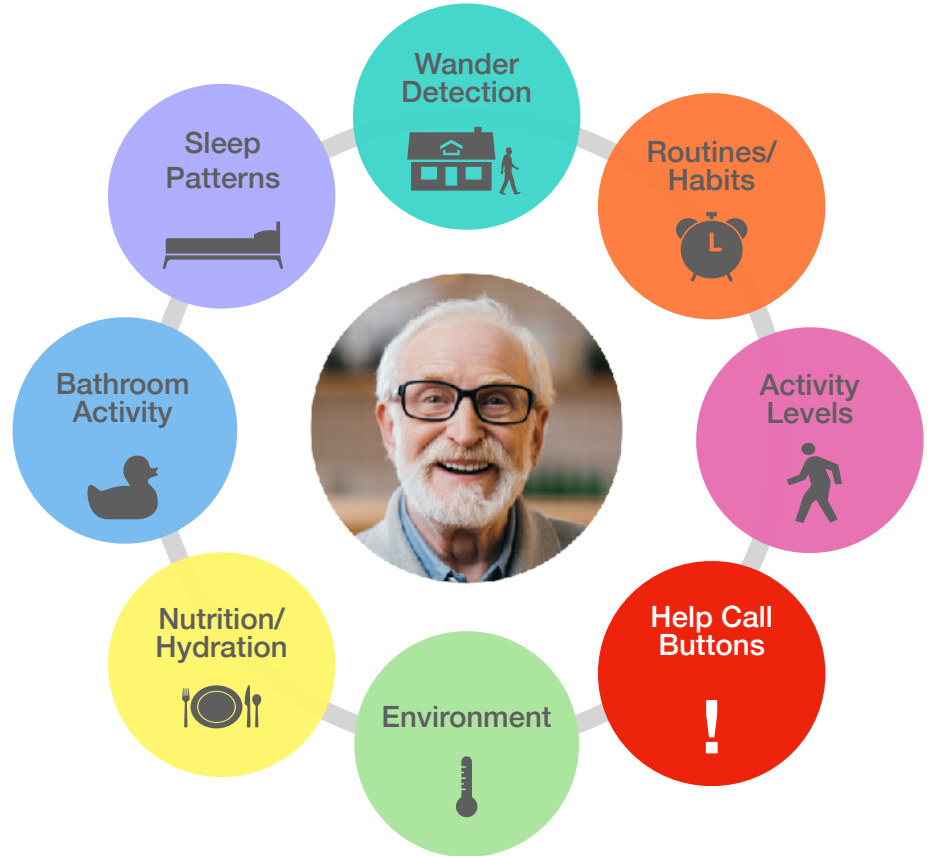 Wander
Detection
Routines/
Habits
Activity
Levels
Help Call
Buttons
Environment
Nutrition/
Hydration
Bathroom
Activity
Sleep
Patterns